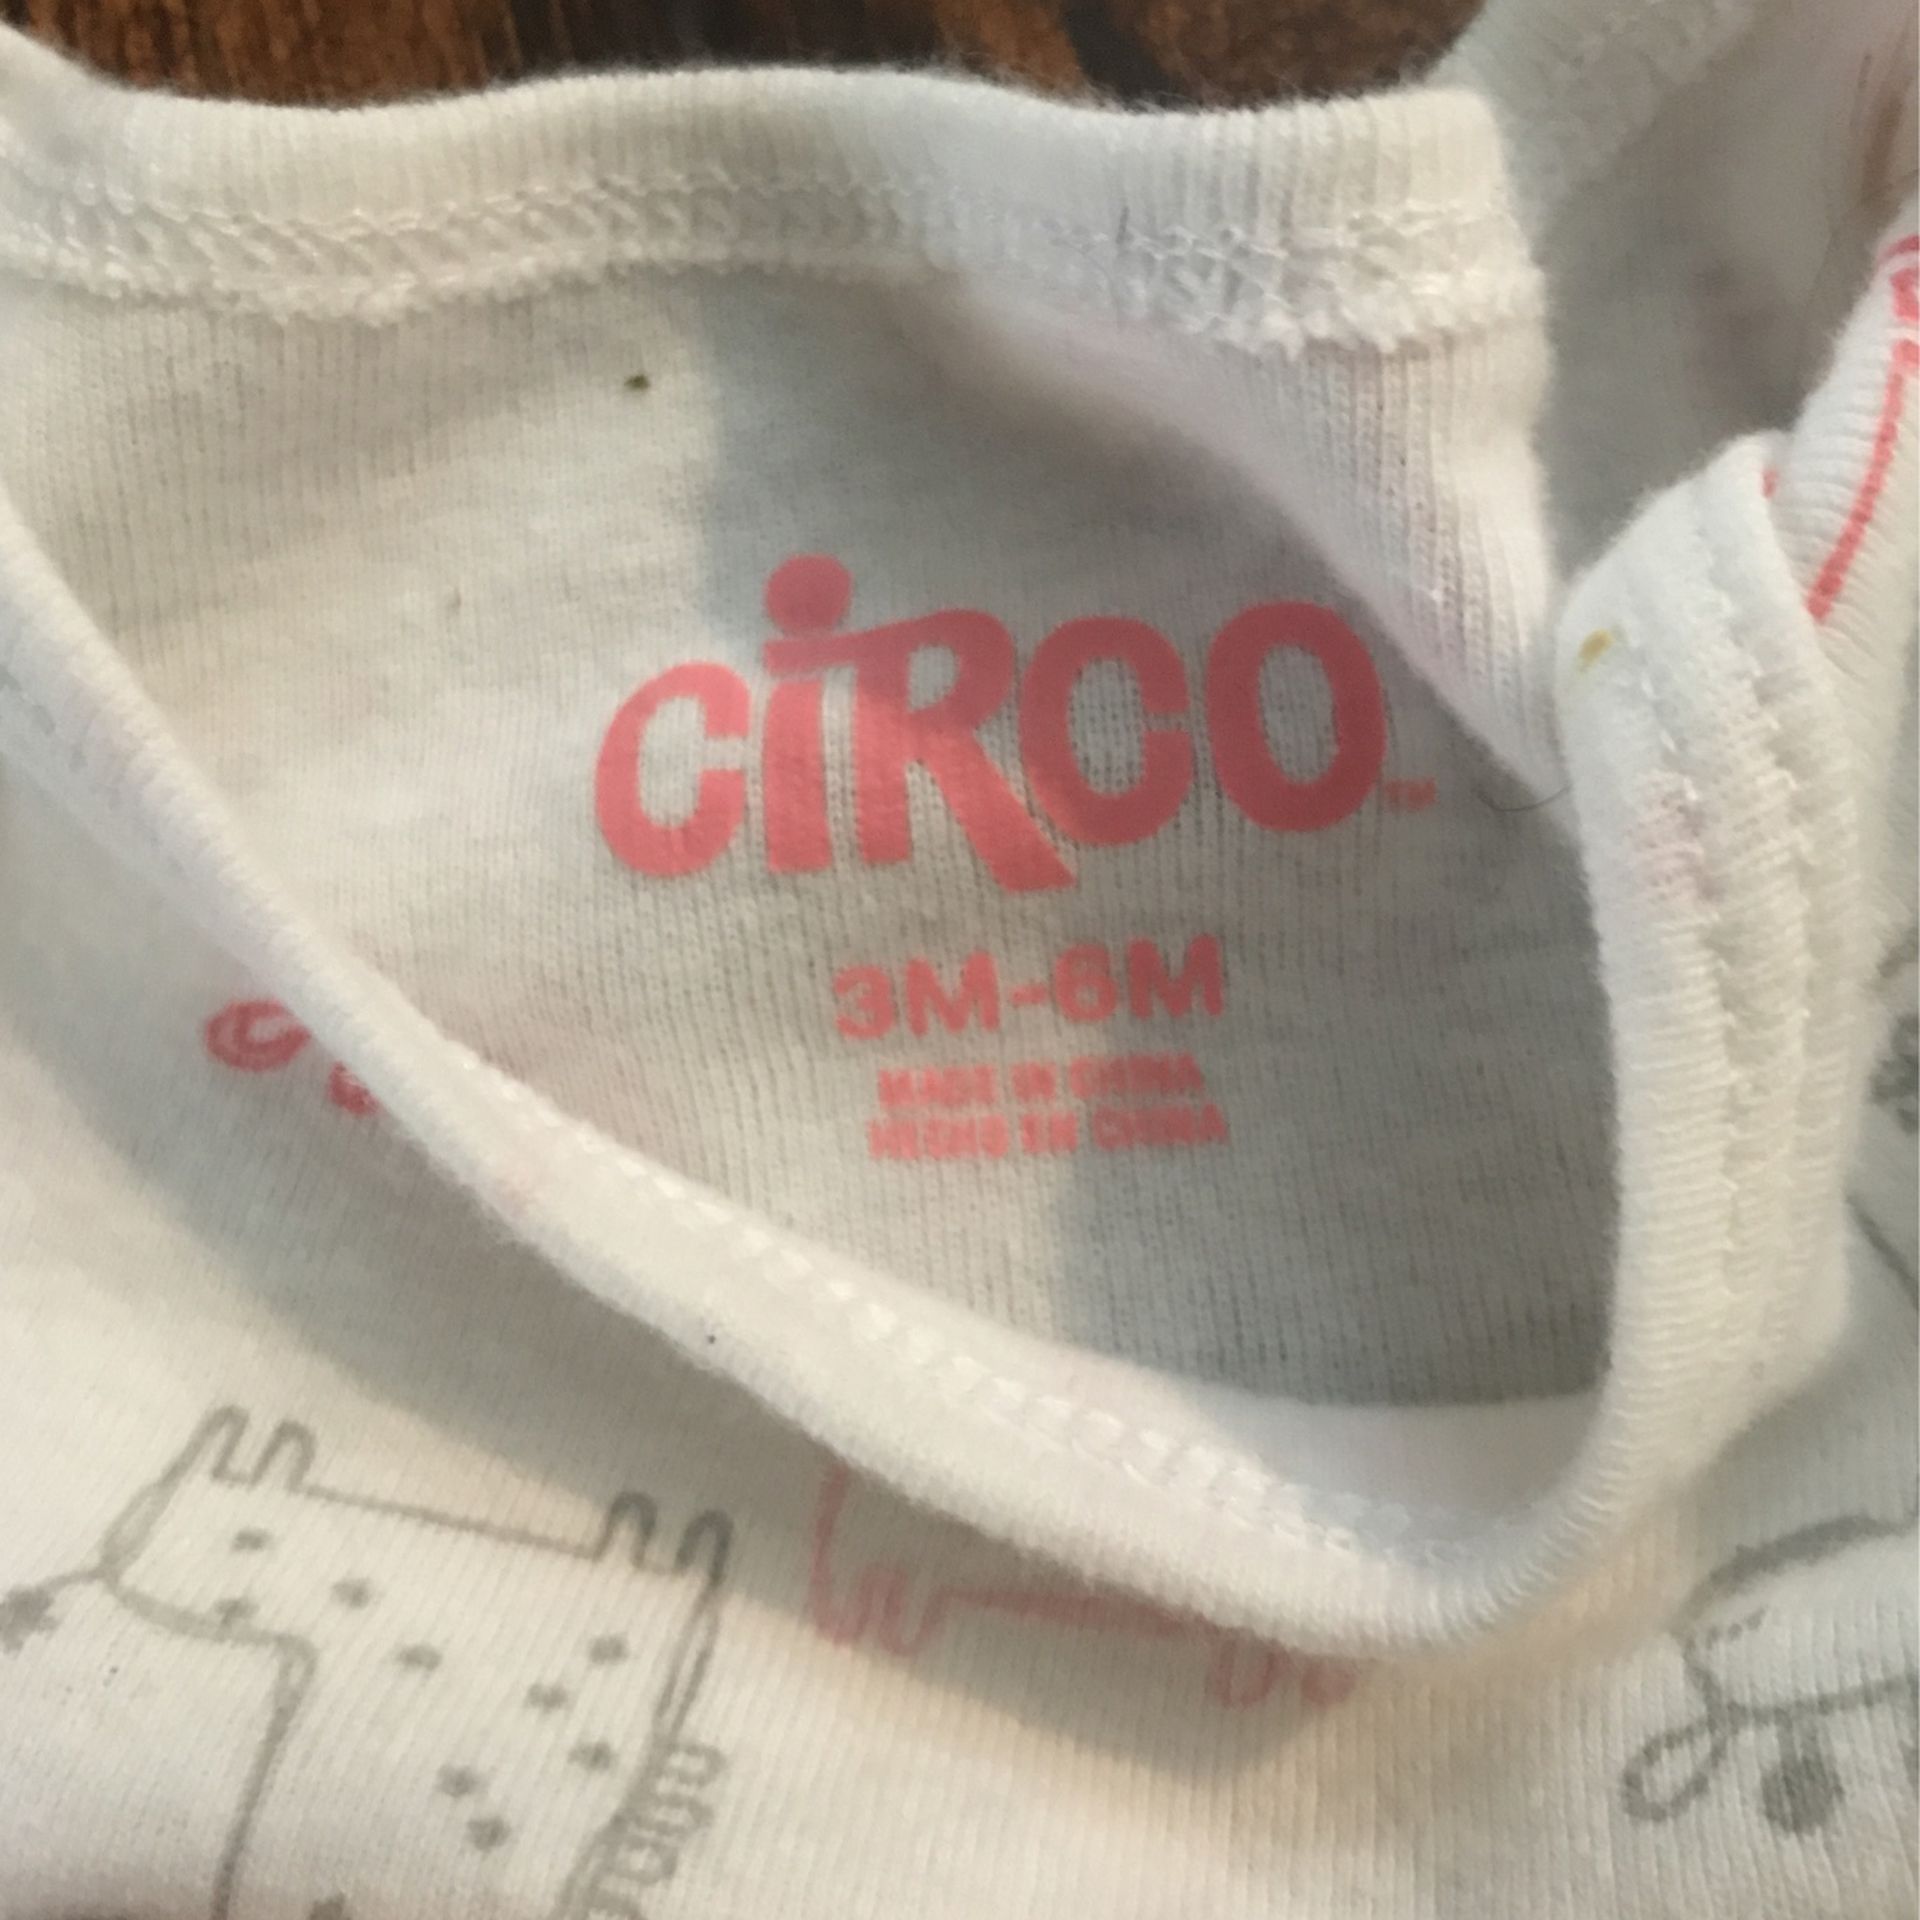 CiRCO™
3M-6M
MADE IN CHINA
HECHO EN CHINA